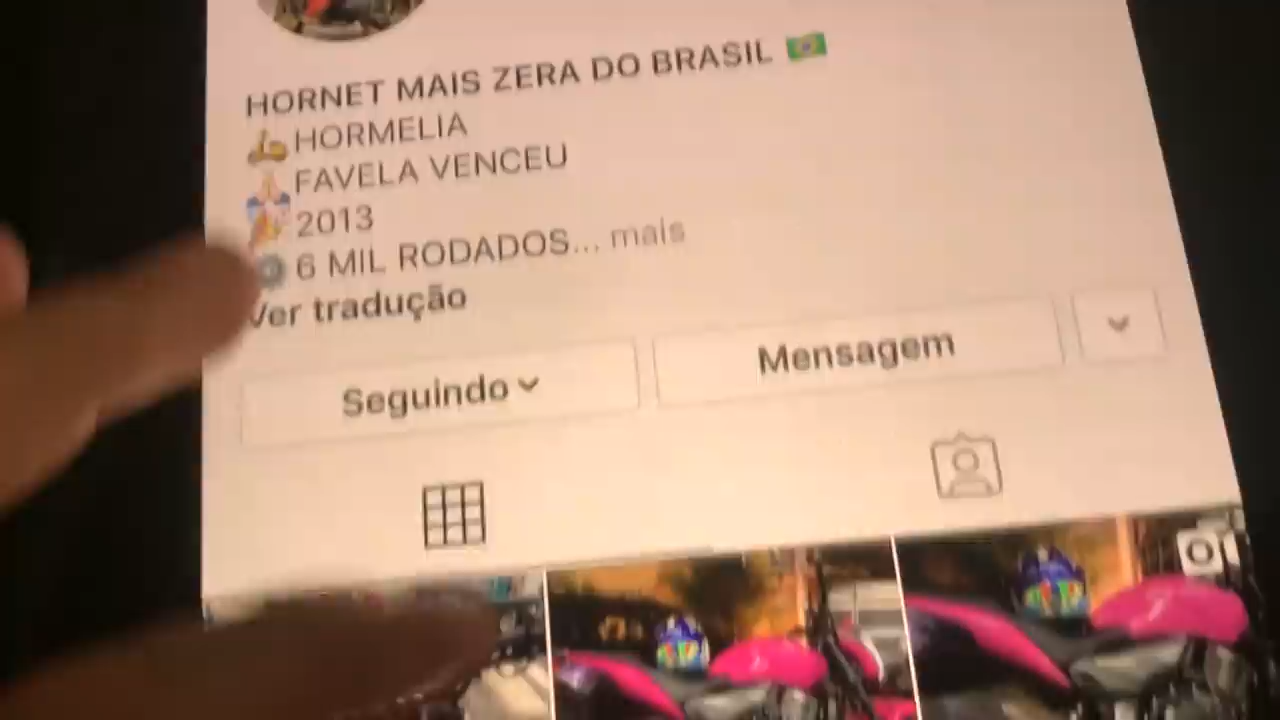 HORNET MAIS ZERA DO BRASIL 🇧🇷
🛵 HORMELIA
🙏🏻 FAVELA VENCEU
🎉 2013
⚙️ 6 MIL RODADOS... mais
Ver tradução
Seguindo
Mensagem